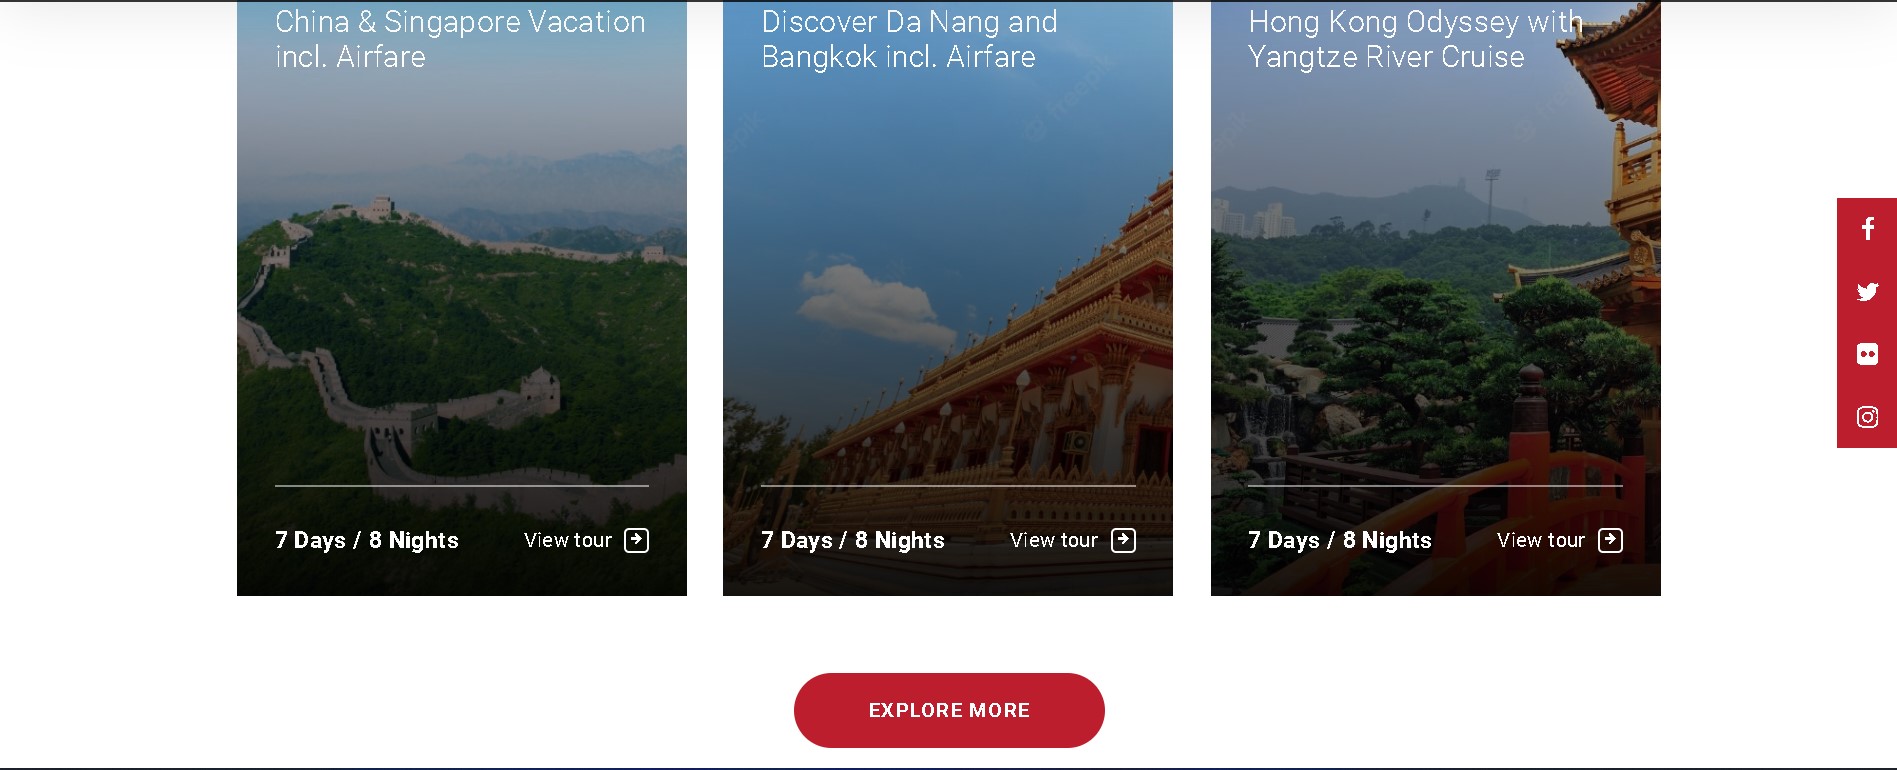 China & Singapore Vacation
incl. Airfare
Discover Da Nang and
Bangkok incl. Airfare
Hong Kong Odyssey with
Yangtze River Cruise
freepik
7 Days / 8 Nights
View tour
7 Days / 8 Nights
View tour
7 Days / 8 Nights
View tour
EXPLORE MORE